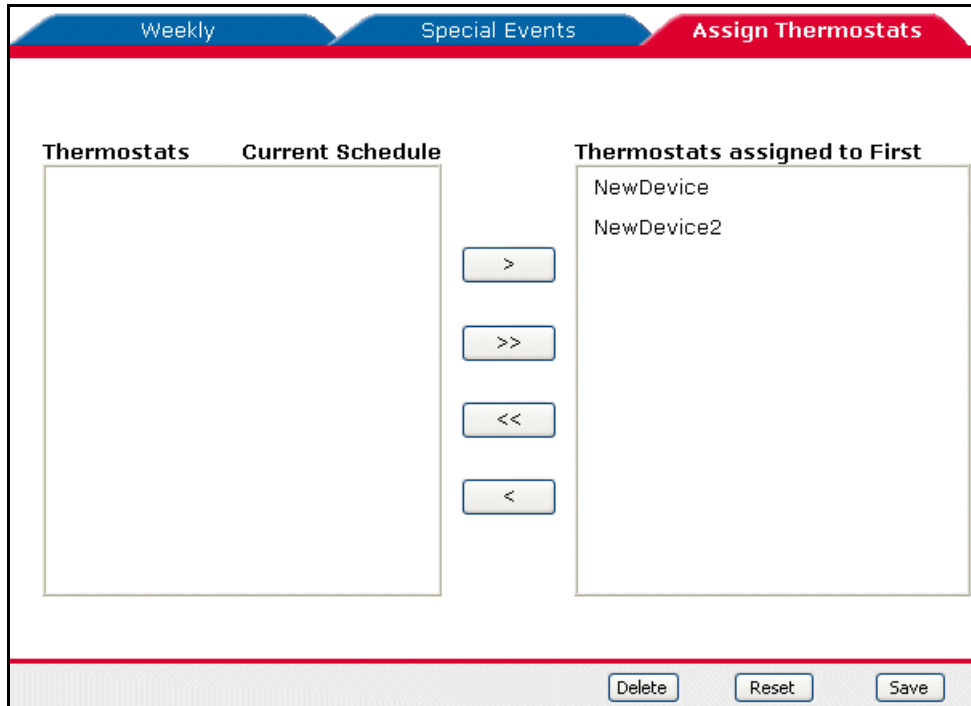 Weekly
Special Events
Assign Thermostats
Thermostats
Current Schedule
Thermostats assigned to First
NewDevice
NewDevice2
>
>>
<<
<
Delete
Reset
Save